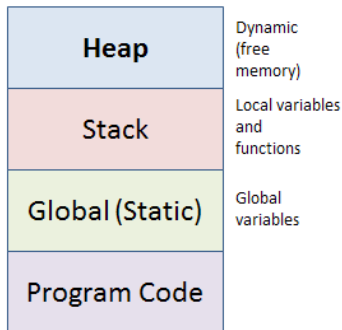 Heap
Dynamic
(free
memory)
Stack
Local variables
and
functions
Global (Static)
Global
variables
Program Code